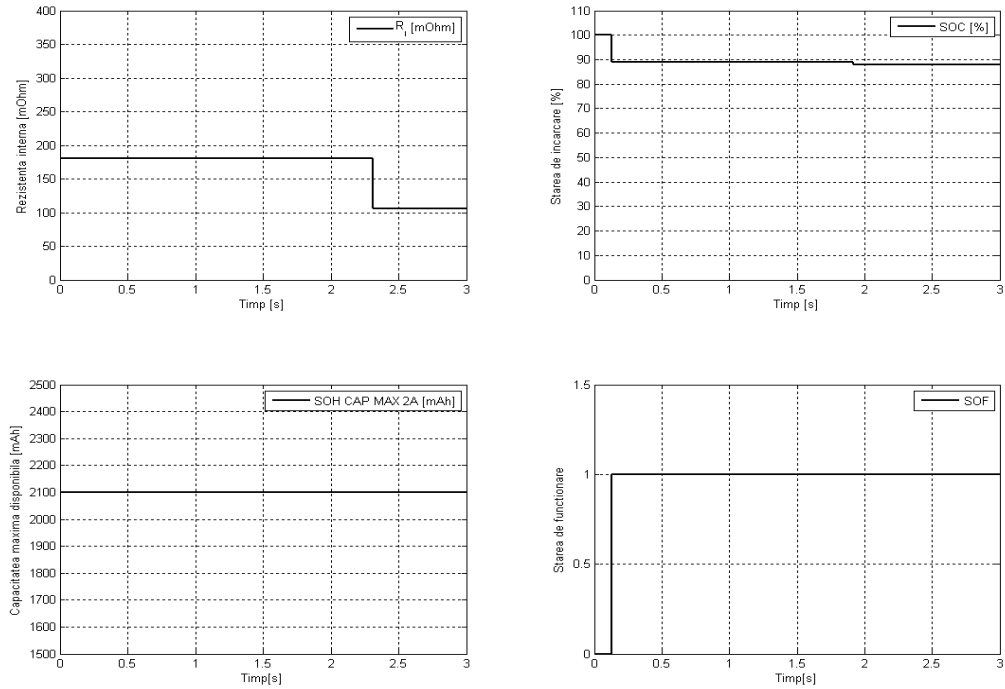 400
350
300
250
200
150
100
50
0
Rezistenta interna [mOhm]
R_i [mOhm]
0 0.5 1 1.5 2 2.5 3
Timp [s]
110
100
90
80
70
60
50
40
30
20
10
0
Starea de incarcare [%]
SOC [%]
0 0.5 1 1.5 2 2.5 3
Timp [s]
2500
2400
2300
2200
2100
2000
1900
1800
1700
1600
1500
Capacitatea maxima disponibila [mAh]
SOH CAP MAX 2A [mAh]
0 0.5 1 1.5 2 2.5 3
Timp[s]
1.5
1
0.5
0
Starea de functionare
SOF
0 0.5 1 1.5 2 2.5 3
Timp[s]